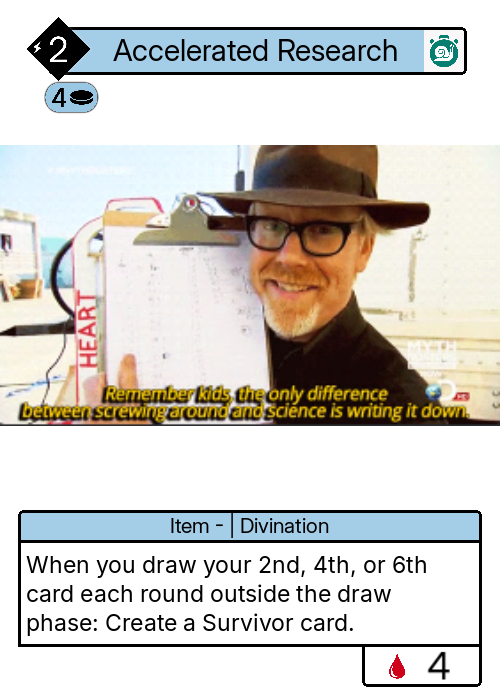 2
Accelerated Research
4
HEART
MYTH
Remember kids, the only difference
between screwing around and science is writing it down.
HD
Item - | Divination
When you draw your 2nd, 4th, or 6th
card each round outside the draw
phase: Create a Survivor card.
4